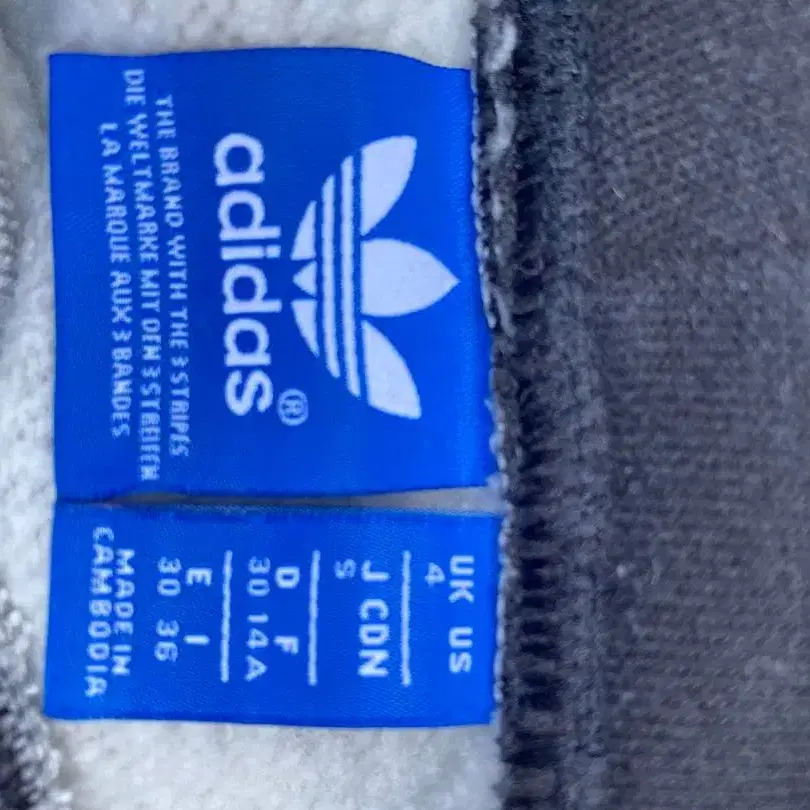 adidas®
THE BRAND WITH THE 3 STRIPES
DIE WELTMARKE MIT DEN 3 STREIFEN
LA MARQUE AUX 3 BANDES
UK US
4
J CDN
S
D F
30 14A
E I
30 36
MADE IN
CAMBODIA